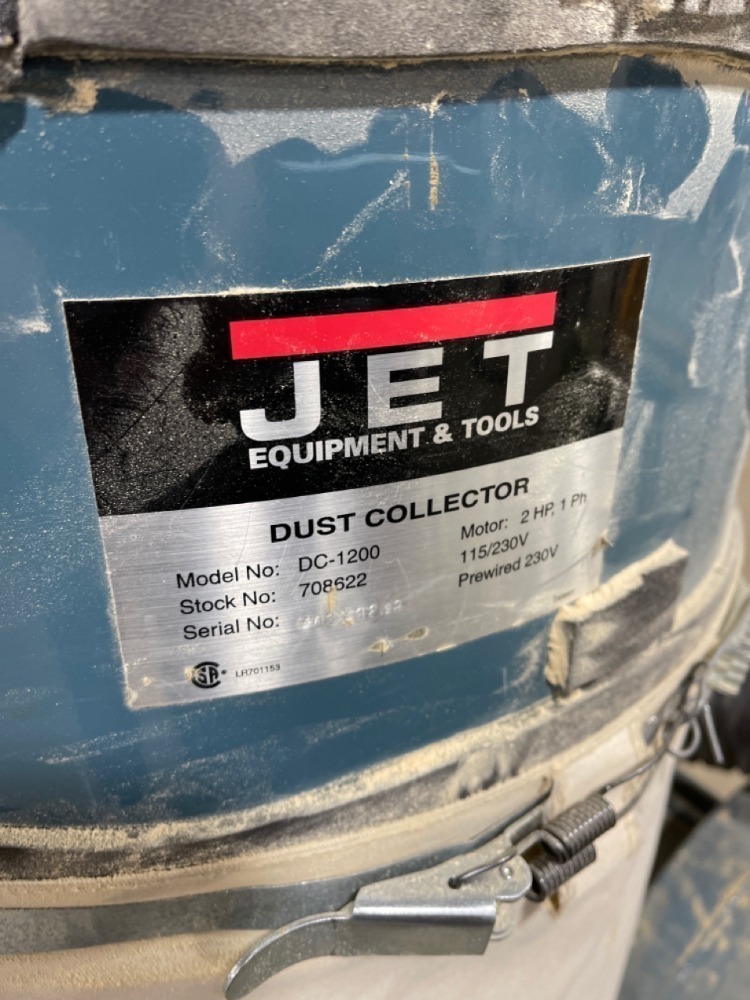 JET
EQUIPMENT & TOOLS
DUST COLLECTOR
Model No: DC-1200
Stock No: 708622
Serial No:
Motor: 2 HP, 1 Ph
115/230V
Prewired 230V
SA
LR701153